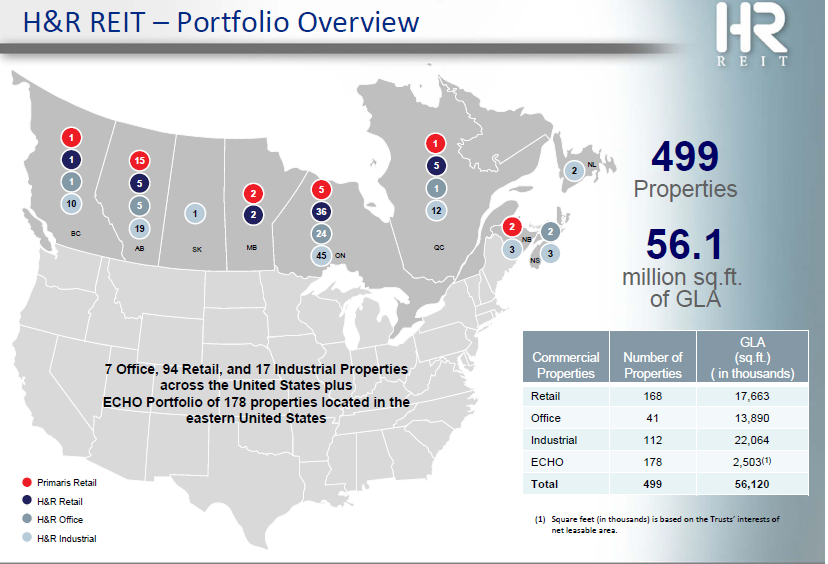 H&R REIT – Portfolio Overview
HR
REIT
1
1
1
10
BC
15
5
5
19
AB
1
SK
2
2
MB
5
36
24
45
ON
1
5
1
12
QC
2
NL
2
3
NB
2
3
NS
499
Properties
56.1
million sq.ft.
of GLA
7 Office, 94 Retail, and 17 Industrial Properties
across the United States plus
ECHO Portfolio of 178 properties located in the
eastern United States
Primaris Retail
H&R Retail
H&R Office
H&R Industrial
Commercial Properties Number of Properties GLA (sq.ft.) ( in thousands)
Retail 168 17,663
Office 41 13,890
Industrial 112 22,064
ECHO 178 2,503(1)
Total 499 56,120
(1) Square feet (in thousands) is based on the Trusts' interests of
net leasable area.